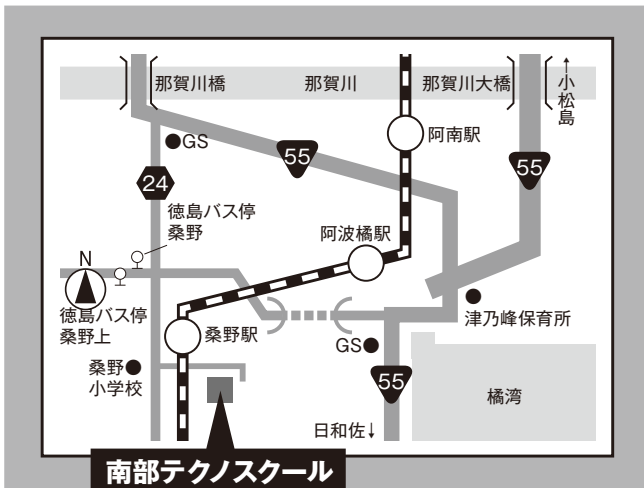 那賀川橋
那賀川
那賀川大橋
↑小松島
GS
55
阿南駅
24
55
徳島バス停
桑野
阿波橘駅
N
徳島バス停
桑野上
桑野駅
津乃峰保育所
GS
桑野
小学校
55
橘湾
日和佐↓
南部テクノスクール